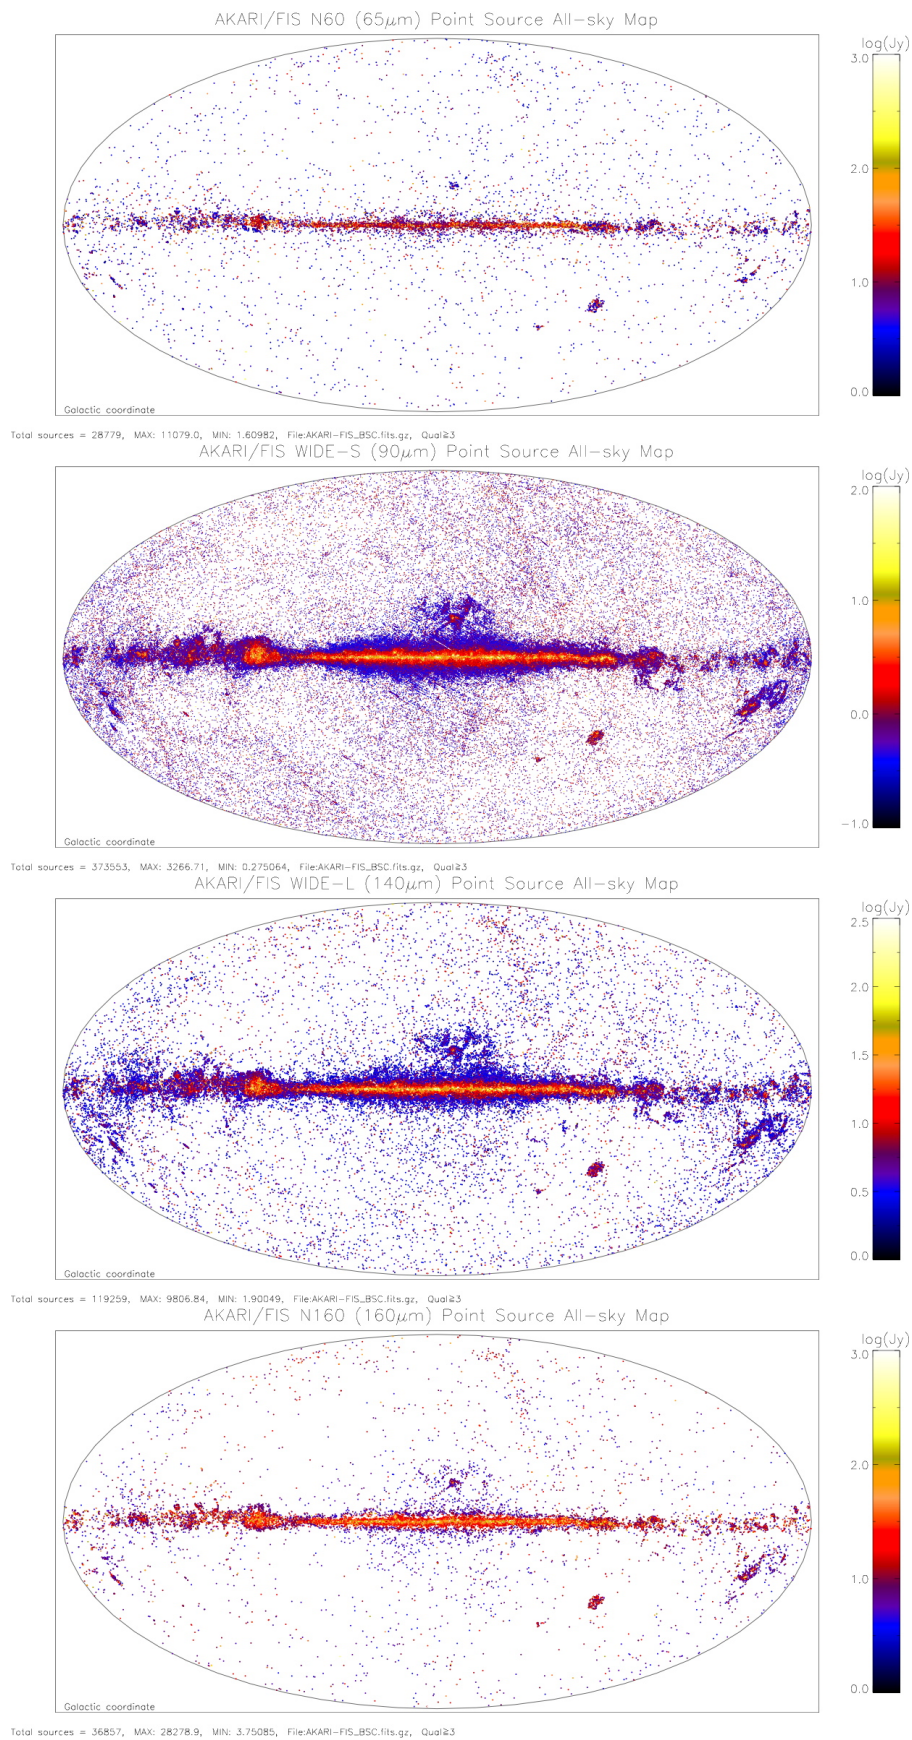 AKARI/FIS N60 (65μm) Point Source All-sky Map
log(Jy)
3.0
2.0
1.0
0.0
Galactic coordinate
Total sources = 28779, MAX: 11079.0, MIN: 1.60982, File:AKARI-FIS_BSC.fits.gz, Qual≧3
AKARI/FIS WIDE-S (90μm) Point Source All-sky Map
log(Jy)
2.0
1.0
0.0
-1.0
Galactic coordinate
Total sources = 373553, MAX: 3266.71, MIN: 0.275064, File:AKARI-FIS_BSC.fits.gz, Qual≧3
AKARI/FIS WIDE-L (140μm) Point Source All-sky Map
log(Jy)
2.5
2.0
1.5
1.0
0.5
0.0
Galactic coordinate
Total sources = 119259, MAX: 9806.84, MIN: 1.90049, File:AKARI-FIS_BSC.fits.gz, Qual≧3
AKARI/FIS N160 (160μm) Point Source All-sky Map
log(Jy)
3.0
2.0
1.0
0.0
Galactic coordinate
Total sources = 36857, MAX: 28278.9, MIN: 3.75085, File:AKARI-FIS_BSC.fits.gz, Qual≧3